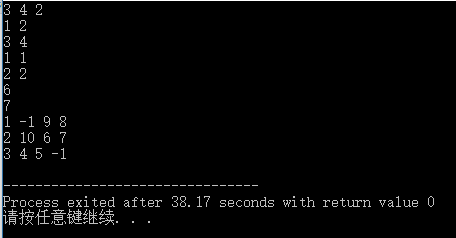 3 4 2
1 2
3 4
1 1
2 2
6
7
1 -1 9 8
2 10 6 7
3 4 5 -1
--------------------------------
Process exited after 38.17 seconds with return value 0
请按任意键继续. . .